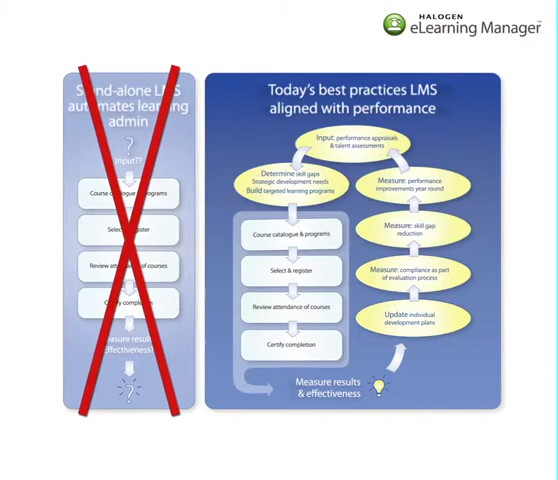 HALOGEN
eLearning Manager™
Stand-alone LMS
automates learning
admin
?
Input??
Course catalogue & programs
Select & register
Review attendance of courses
Certify completion
Measure results
effectiveness?
?
Today's best practices LMS
aligned with performance
Input: performance appraisals
& talent assessments
Determine skill gaps
Strategic development needs
Build targeted learning programs
Course catalogue & programs
Select & register
Review attendance of courses
Certify completion
Measure results
& effectiveness
Update individual
development plans
Measure: compliance as part
of evaluation process
Measure: skill gap
reduction
Measure: performance
improvements year round